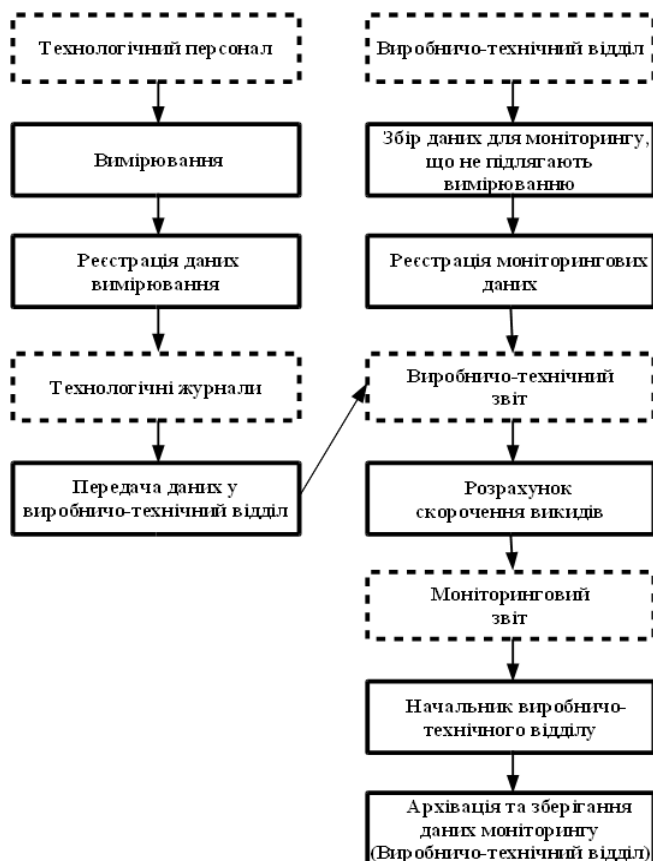 Технологічний персонал
Вимірювання
Реєстрація даних
вимірювання
Технологічні журнали
Передача даних у
виробничо-технічний відділ
Виробничо-технічний відділ
Збір даних для моніторингу,
що не підлягають
вимірюванню
Реєстрація моніторингових
даних
Виробничо-технічний
звіт
Розрахунок
скорочення викидів
Моніторинговий
звіт
Начальник виробничо-
технічного відділу
Архівація та зберігання
даних моніторингу
(Виробничо-технічний відділ)